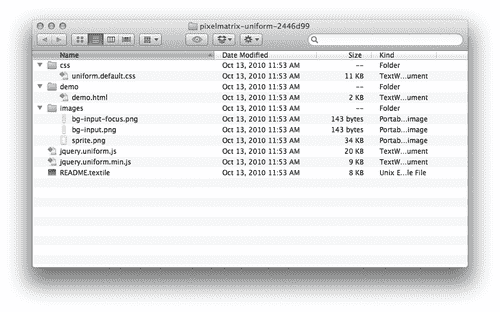 pixelmatrix-uniform-2446d99
Name Date Modified Size Kind
css Oct 13, 2010 11:53 AM -- Folder
uniform.default.css Oct 13, 2010 11:53 AM 11 KB TextW...ument
demo Oct 13, 2010 11:53 AM -- Folder
demo.html Oct 13, 2010 11:53 AM 2 KB TextW...ument
images Oct 13, 2010 11:53 AM -- Folder
bg-input-focus.png Oct 13, 2010 11:53 AM 143 bytes Portab...image
bg-input.png Oct 13, 2010 11:53 AM 143 bytes Portab...image
sprite.png Oct 13, 2010 11:53 AM 34 KB Portab...image
jquery.uniform.js Oct 13, 2010 11:53 AM 20 KB TextW...ument
jquery.uniform.min.js Oct 13, 2010 11:53 AM 9 KB TextW...ument
README.textile Oct 13, 2010 11:53 AM 8 KB Unix E...le File